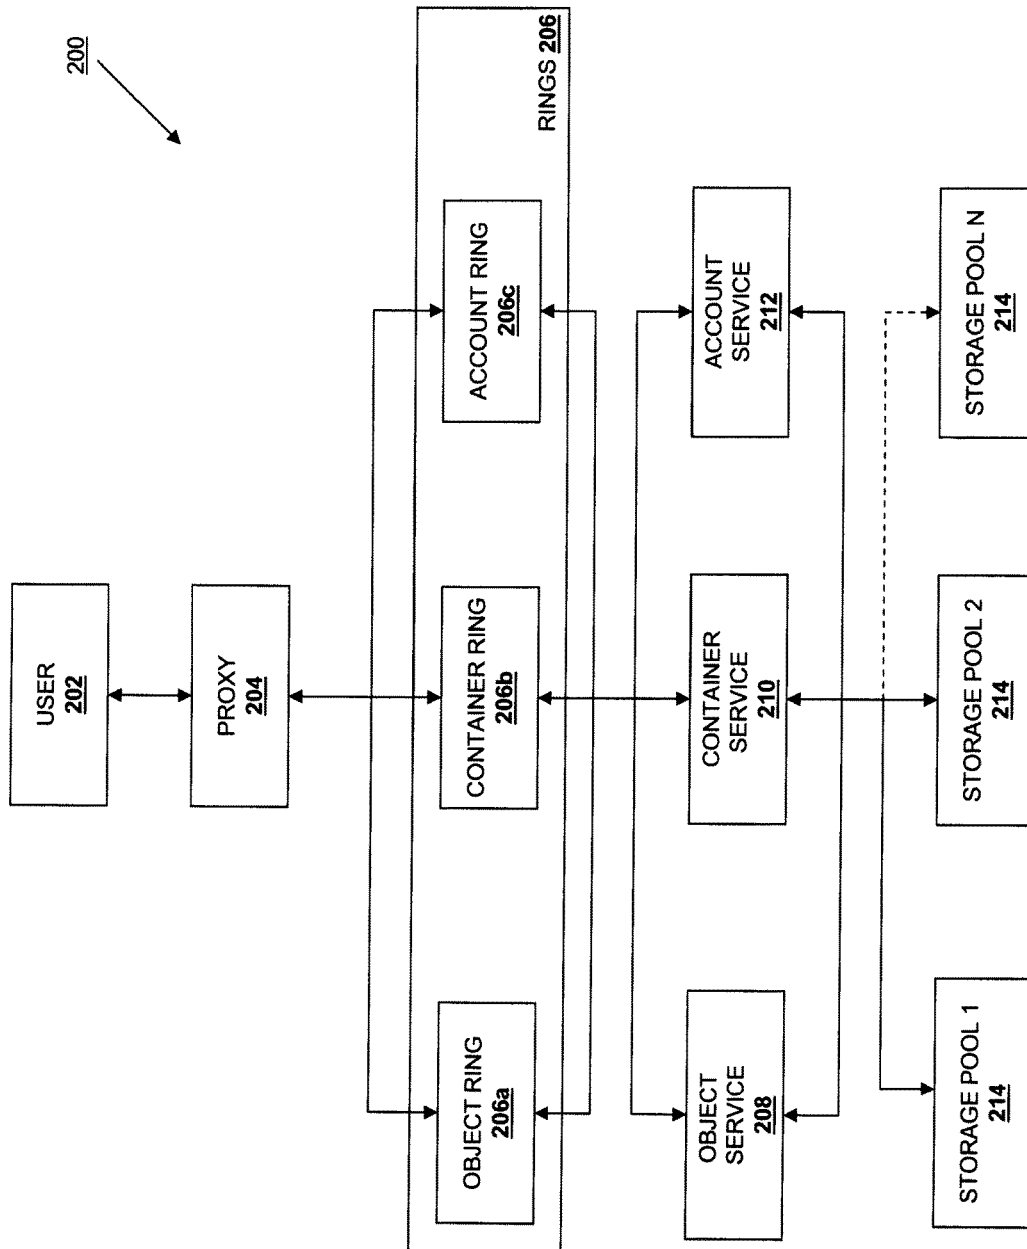 200
USER
202
PROXY
204
RINGS 206
OBJECT RING
206a
CONTAINER RING
206b
ACCOUNT RING
206c
OBJECT
SERVICE
208
CONTAINER
SERVICE
210
ACCOUNT
SERVICE
212
STORAGE POOL 1
214
STORAGE POOL 2
214
STORAGE POOL N
214